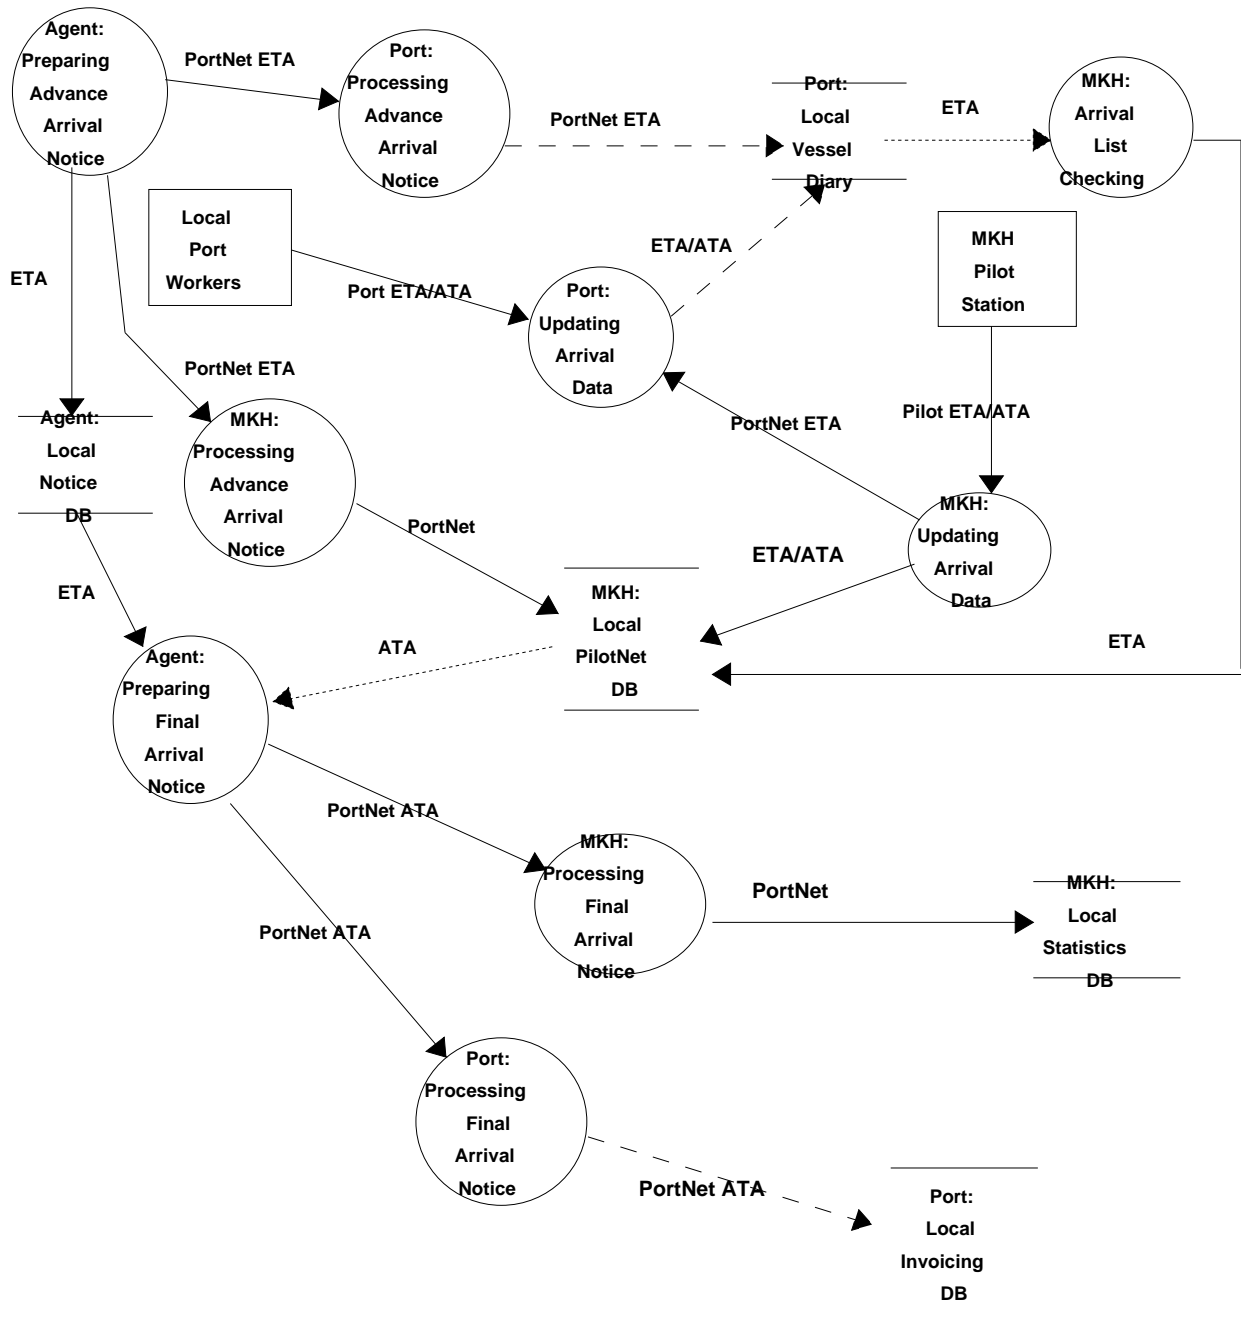 Agent:
Preparing
Advance
Arrival
Notice
PortNet ETA
Port:
Processing
Advance
Arrival
Notice
PortNet ETA
Port:
Local
Vessel
Diary
ETA
MKH:
Arrival
List
Checking
Local
Port
Workers
ETA
Port ETA/ATA
ETA/ATA
Port:
Updating
Arrival
Data
MKH
Pilot
Station
PortNet ETA
Pilot ETA/ATA
PortNet ETA
Agent:
Local
Notice
DB
MKH:
Processing
Advance
Arrival
Notice
PortNet
MKH:
Updating
Arrival
Data
ETA/ATA
ETA
MKH:
Local
PilotNet
DB
ATA
ETA
Agent:
Preparing
Final
Arrival
Notice
PortNet ATA
MKH:
Processing
Final
Arrival
Notice
PortNet
MKH:
Local
Statistics
DB
PortNet ATA
Port:
Processing
Final
Arrival
Notice
PortNet ATA
Port:
Local
Invoicing
DB